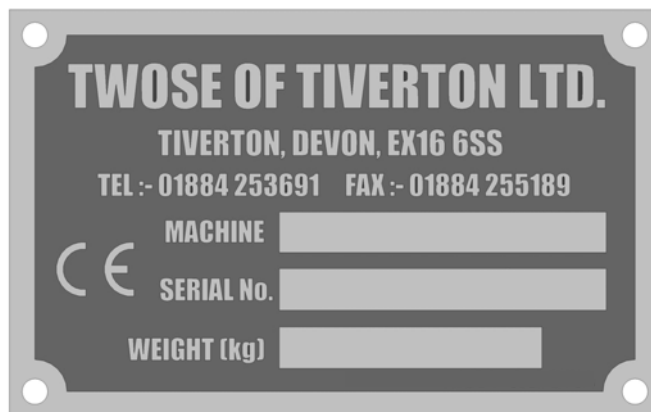 TWOSE OF TIVERTON LTD.
TIVERTON, DEVON, EX16 6SS
TEL :- 01884 253691 FAX :- 01884 255189
MACHINE
CE
SERIAL No.
WEIGHT (kg)